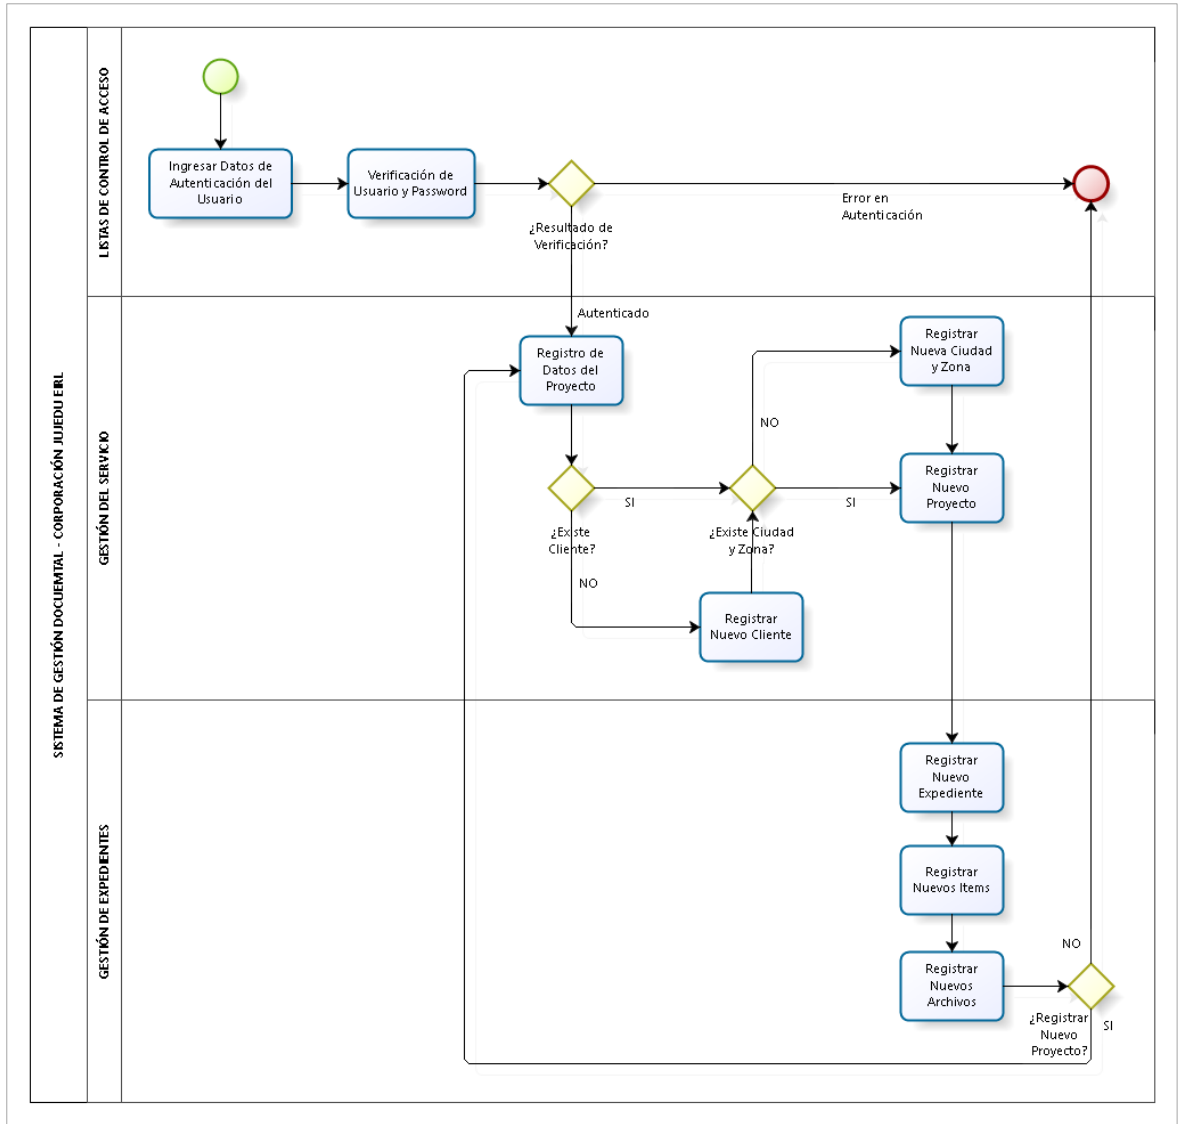 SISTEMA DE GESTIÓN DOCUEMTAL - CORPORACIÓN JUJEDU EIRL
LISTAS DE CONTROL DE ACCESO
Ingresar Datos de
Autenticación del
Usuario
Verificación de
Usuario y Password
¿Resultado de
Verificación?
Error en
Autenticación
GESTIÓN DEL SERVICIO
Autenticado
Registro de
Datos del
Proyecto
Registrar
Nueva Ciudad
y Zona
NO
Registrar
Nuevo
Proyecto
SI
SI
¿Existe
Cliente?
¿Existe Ciudad
y Zona?
NO
Registrar
Nuevo Cliente
GESTIÓN DE EXPEDIENTES
Registrar
Nuevo
Expediente
Registrar
Nuevos Items
Registrar
Nuevos
Archivos
NO
¿Registrar
Nuevo
Proyecto?
SI